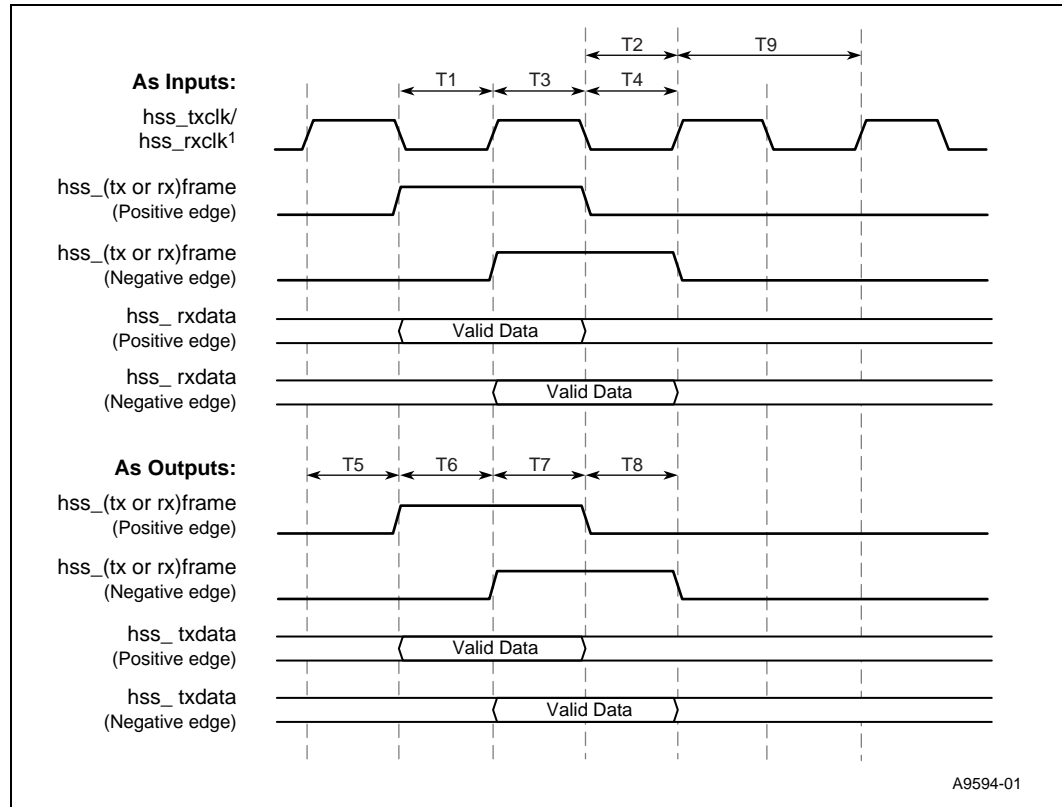 T2
T9
As Inputs:
T1
T3
T4
hss_txclk/
hss_rxclk1
hss_(tx or rx)frame
(Positive edge)
hss_(tx or rx)frame
(Negative edge)
hss_ rxdata
(Positive edge)
Valid Data
hss_ rxdata
(Negative edge)
Valid Data
As Outputs:
T5
T6
T7
T8
hss_(tx or rx)frame
(Positive edge)
hss_(tx or rx)frame
(Negative edge)
hss_ txdata
(Positive edge)
Valid Data
hss_ txdata
(Negative edge)
Valid Data
A9594-01